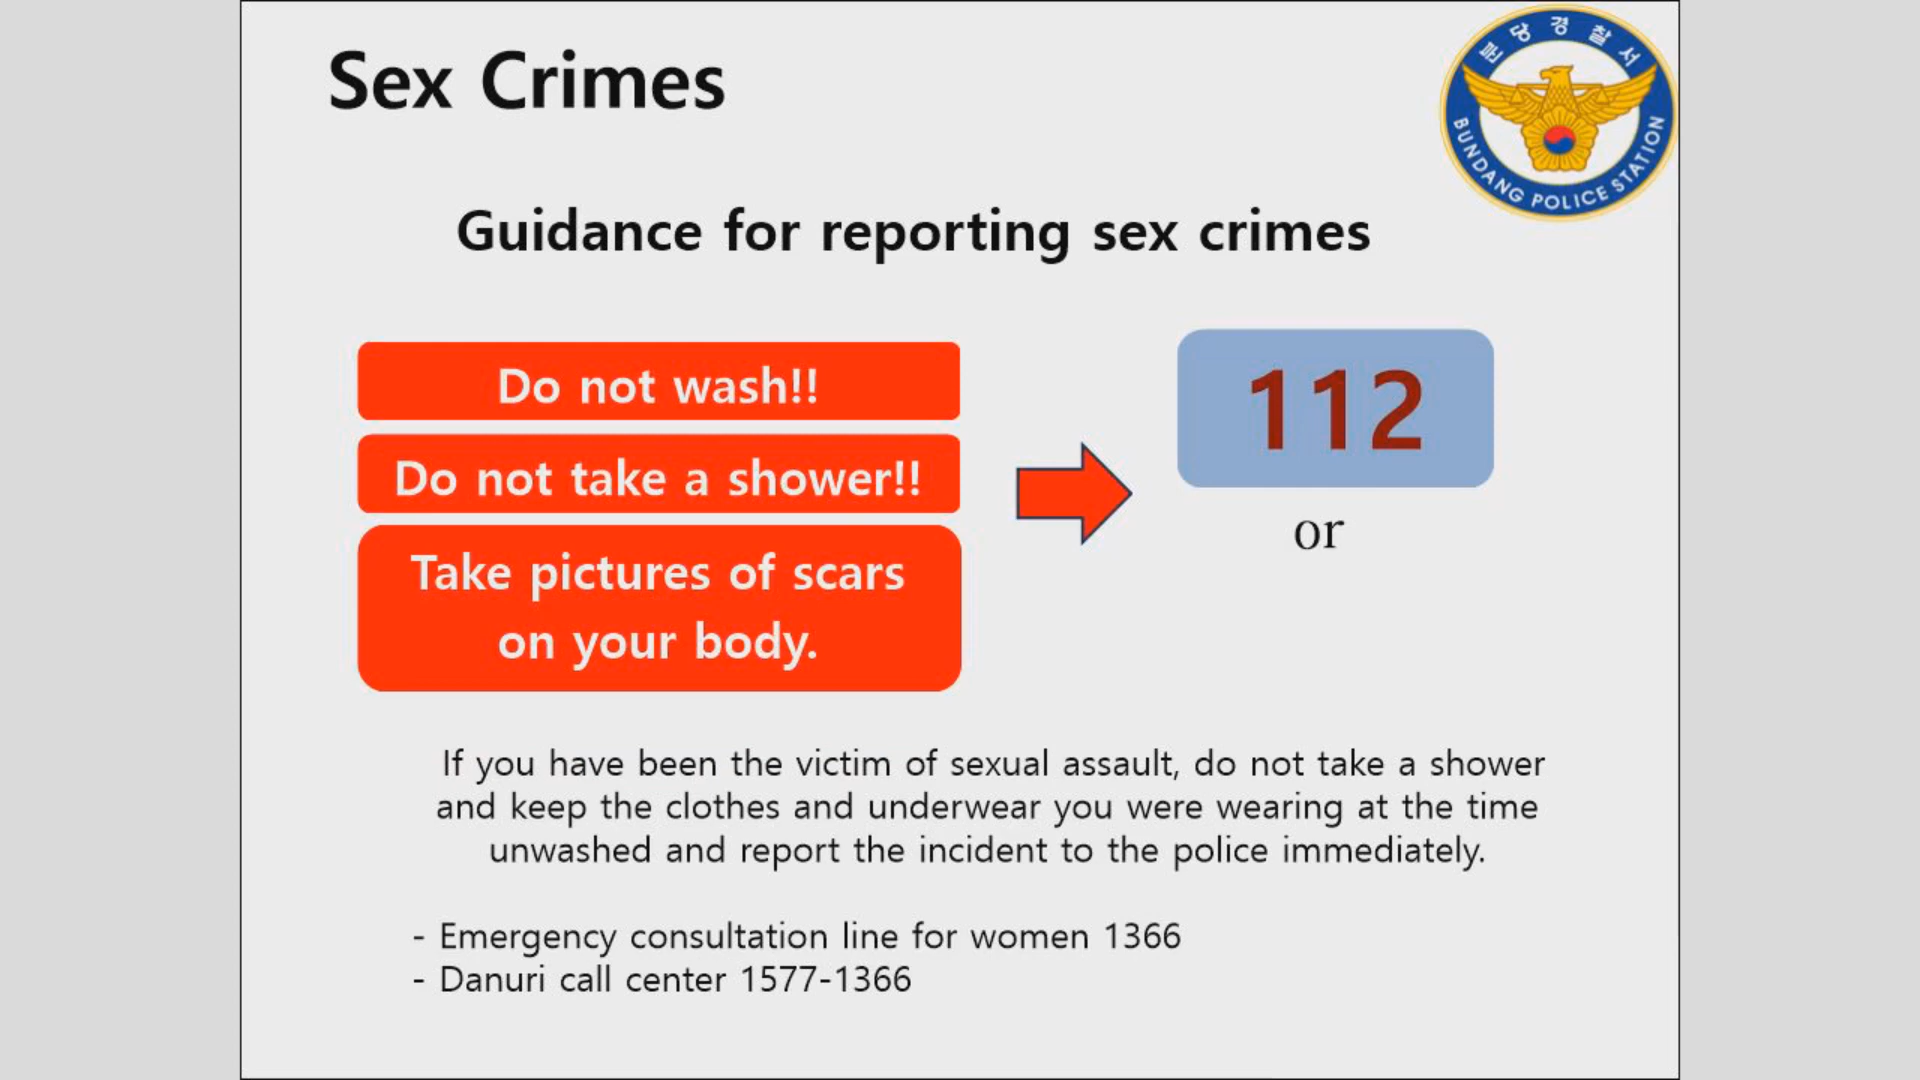 Sex Crimes
분당경찰서
BUNDANG POLICE STATION
Guidance for reporting sex crimes
Do not wash!!
Do not take a shower!!
Take pictures of scars
on your body.
112
or
If you have been the victim of sexual assault, do not take a shower
and keep the clothes and underwear you were wearing at the time
unwashed and report the incident to the police immediately.
- Emergency consultation line for women 1366
- Danuri call center 1577-1366